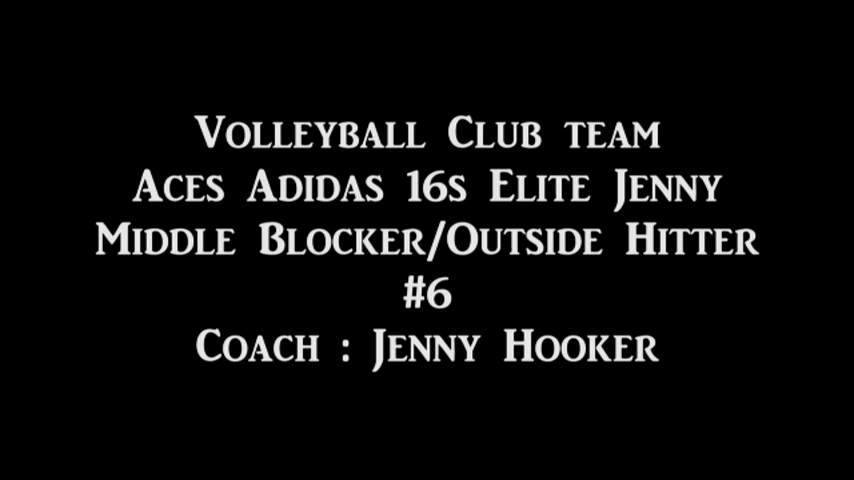 Volleyball Club team
Aces Adidas 16s Elite Jenny
Middle Blocker/Outside Hitter
#6
Coach : Jenny Hooker